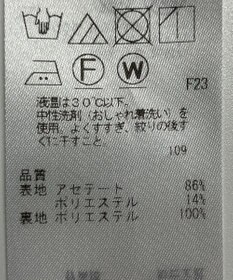 F
W
F23
液温は30℃以下。
中性洗剤（おしゃれ着洗い）を
使用。よくすすぎ、絞りの後す
ぐに干すこと。
109
品質
表地 アセテート 86%
ポリエステル 14%
裏地 ポリエステル 100%